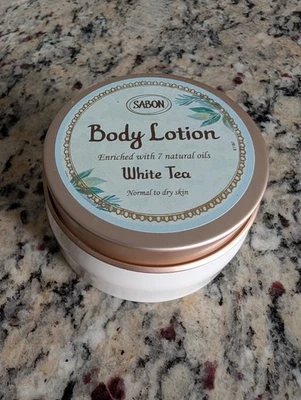 SABON
Body Lotion
Enriched with 7 natural oils
White Tea
Normal to dry skin